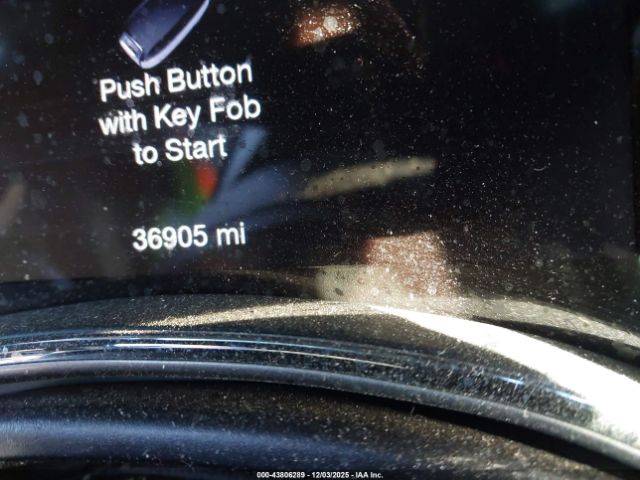 Push Button
with Key Fob
to Start
36905 mi
000-43806289 - 12/03/2025 - IAA Inc.